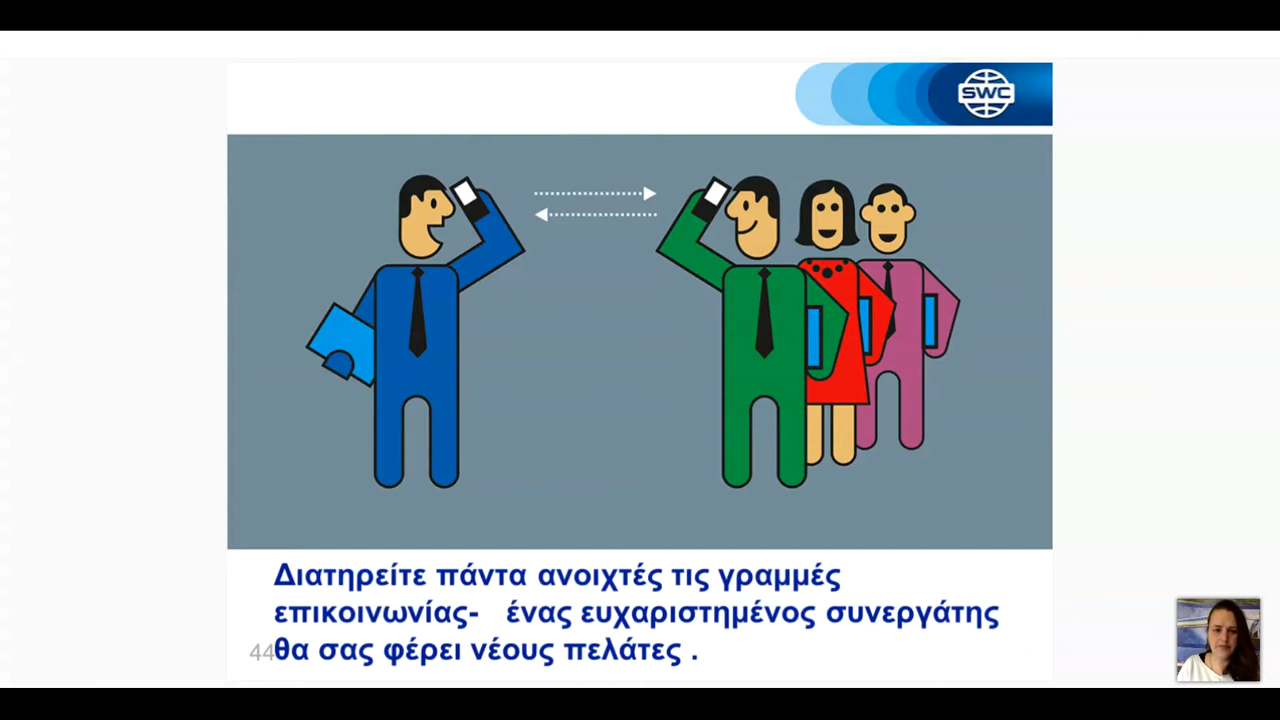 SWC
Διατηρείτε πάντα ανοιχτές τις γραμμές
επικοινωνίας- ένας ευχαριστημένος συνεργάτης
44 θα σας φέρει νέους πελάτες .